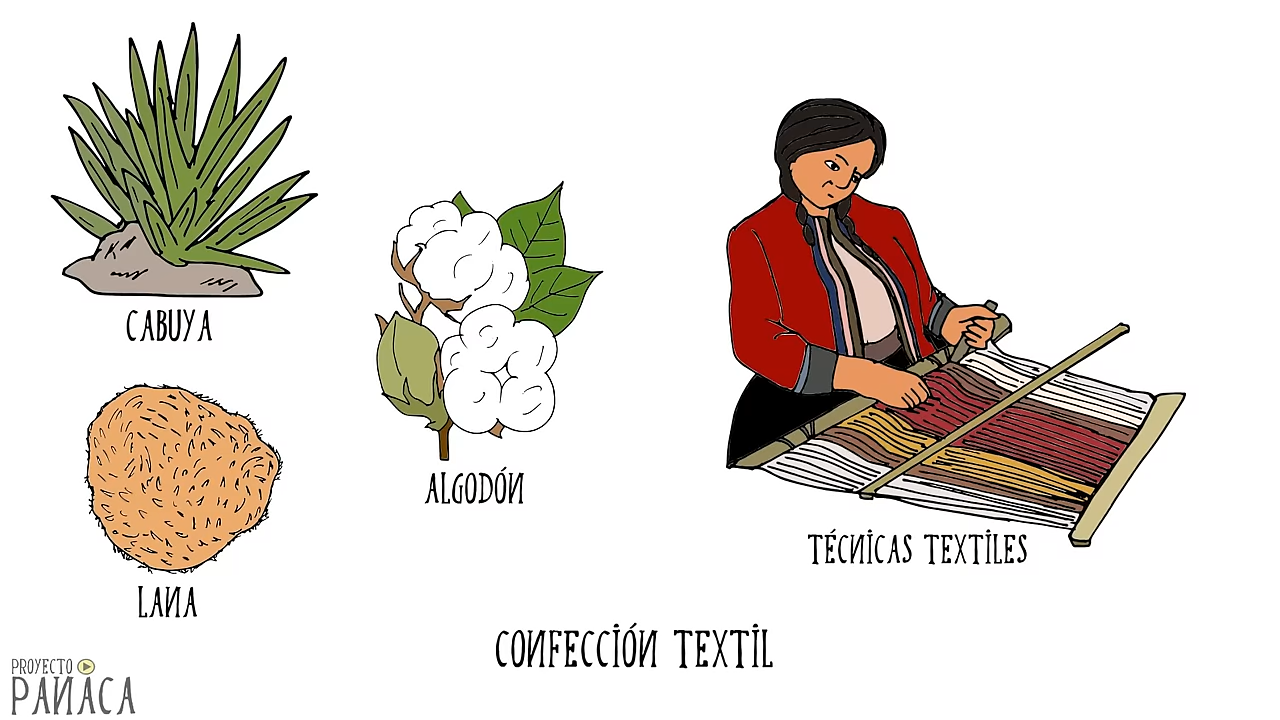 CABUYA
ALGODÓN
LANA
TÉCNICAS TEXTILES
CONFECCIÓN TEXTIL
PROYECTO
PANACA